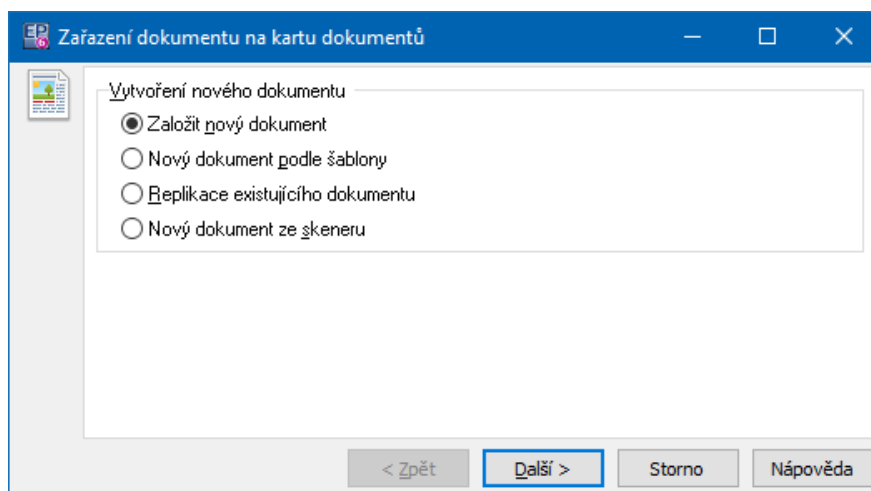 Zařazení dokumentu na kartu dokumentů
Vytvoření nového dokumentu
Založit nový dokument
Nový dokument podle šablony
Replikace existujícího dokumentu
Nový dokument ze skeneru
< Zpět Další > Storno Nápověda